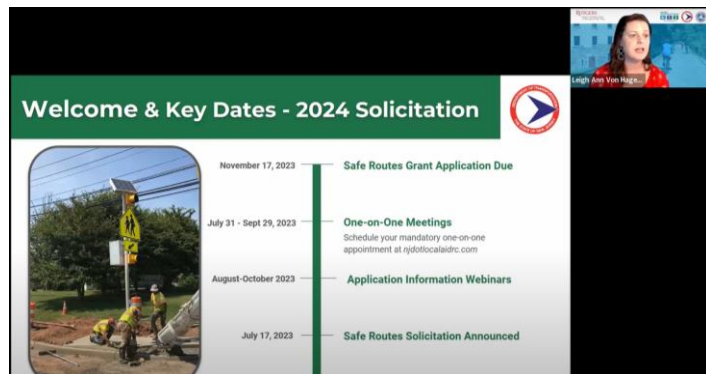 RUTGERS
Leigh Ann Von Hage...
Welcome & Key Dates - 2024 Solicitation
November 17, 2023
Safe Routes Grant Application Due
July 31 - Sept 29, 2023
One-on-One Meetings
Schedule your mandatory one-on-one
appointment at njdotlocalaidrc.com
August-October 2023
Application Information Webinars
July 17, 2023
Safe Routes Solicitation Announced